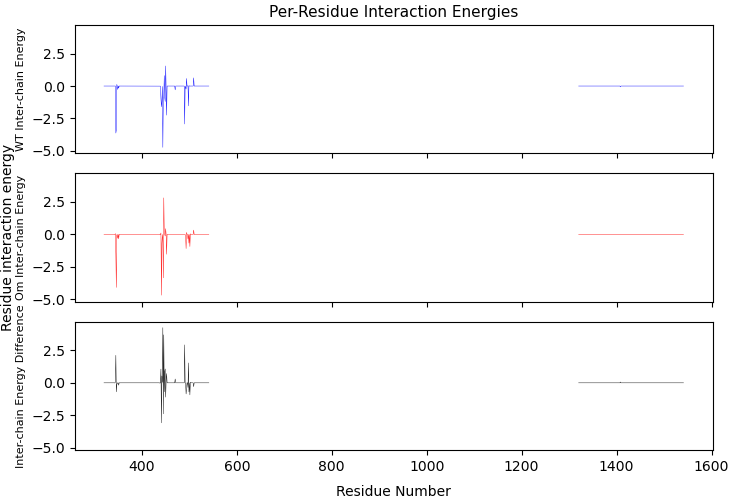 Per-Residue Interaction Energies
Residue interaction energy
WT Inter-chain Energy
2.5
0.0
−2.5
−5.0
Om Inter-chain Energy
2.5
0.0
−2.5
−5.0
Inter-chain Energy Difference
2.5
0.0
−2.5
−5.0
400 600 800 1000 1200 1400 1600
Residue Number